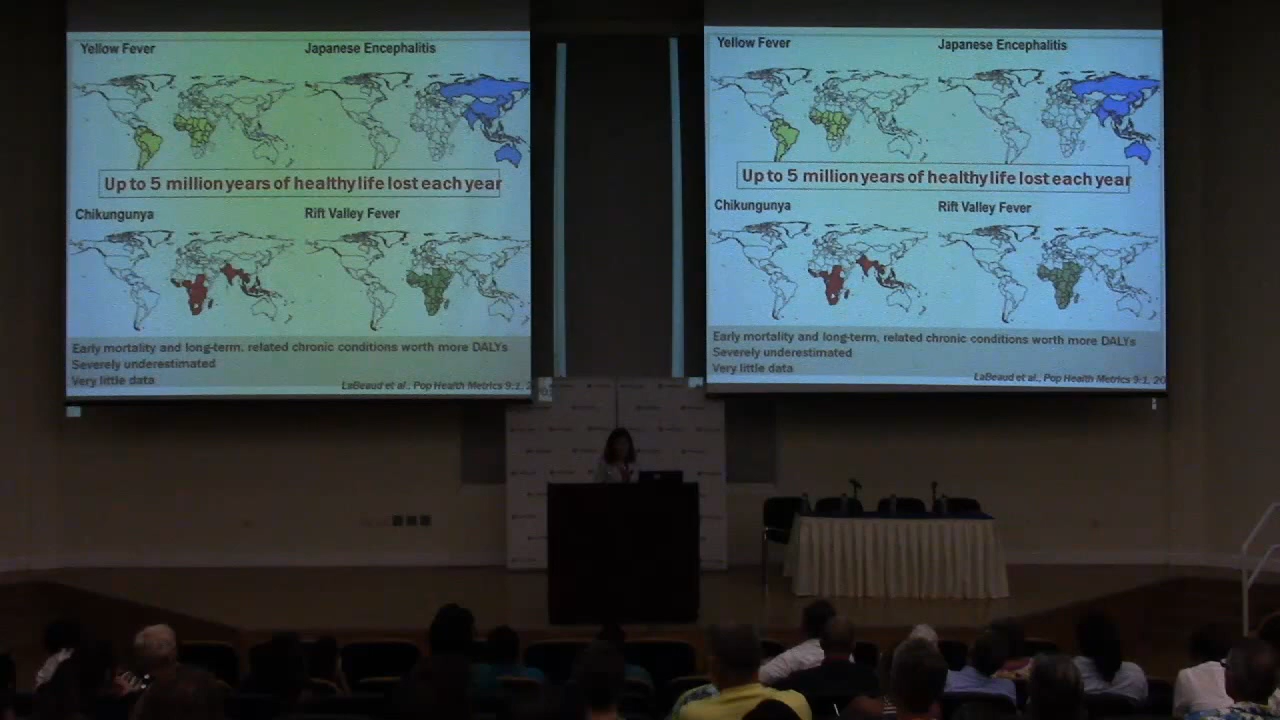 Yellow Fever
Japanese Encephalitis
Up to 5 million years of healthy life lost each year
Chikungunya
Rift Valley Fever
Early mortality and long-term, related chronic conditions worth more DALYs
Severely underestimated
Very little data
LaBeaud et al., Pop Health Metrics 9:1, 2
Yellow Fever
Japanese Encephalitis
Up to 5 million years of healthy life lost each year
Chikungunya
Rift Valley Fever
Early mortality and long-term, related chronic conditions worth more DALYs
Severely underestimated
Very little data
LaBeaud et al., Pop Health Metrics 9:1, 20